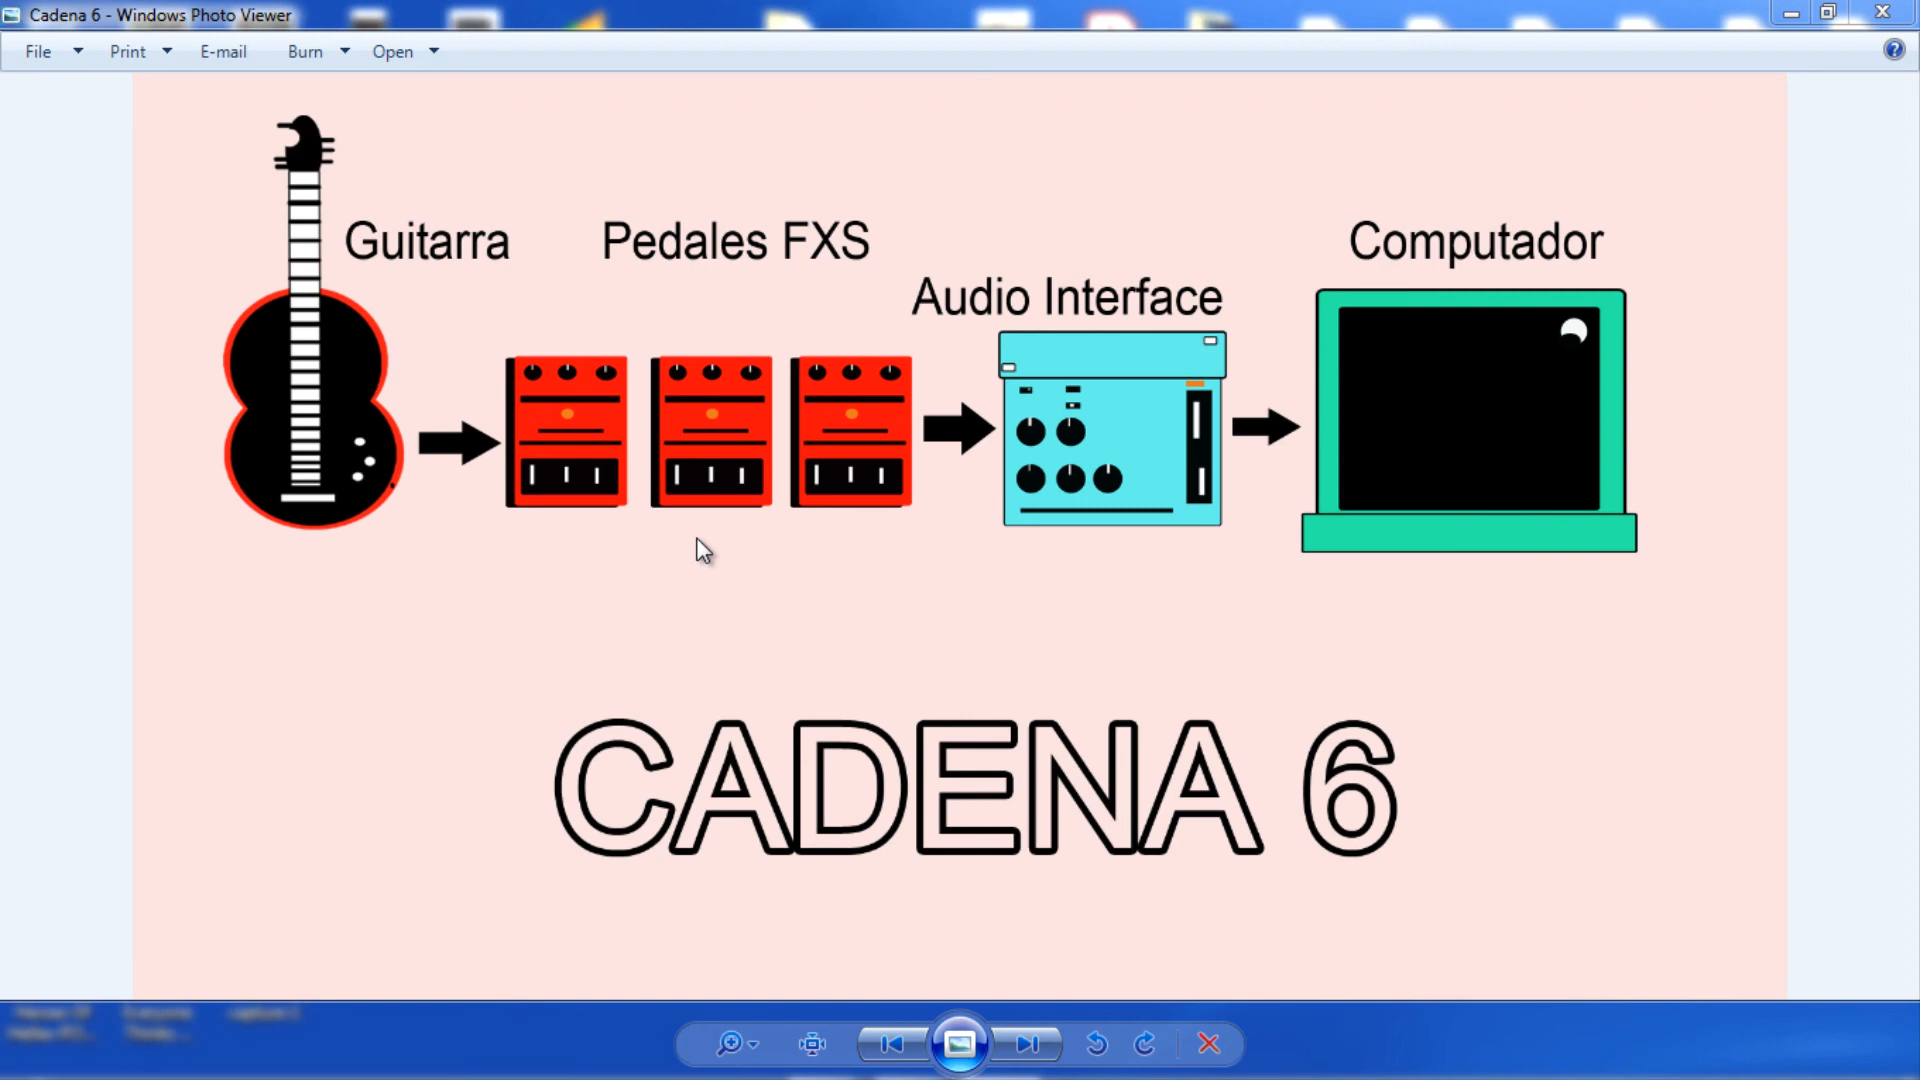 Cadena 6 - Windows Photo Viewer
File Print E-mail Burn Open
Guitarra Pedales FXS Computador
Audio Interface
CADENA 6